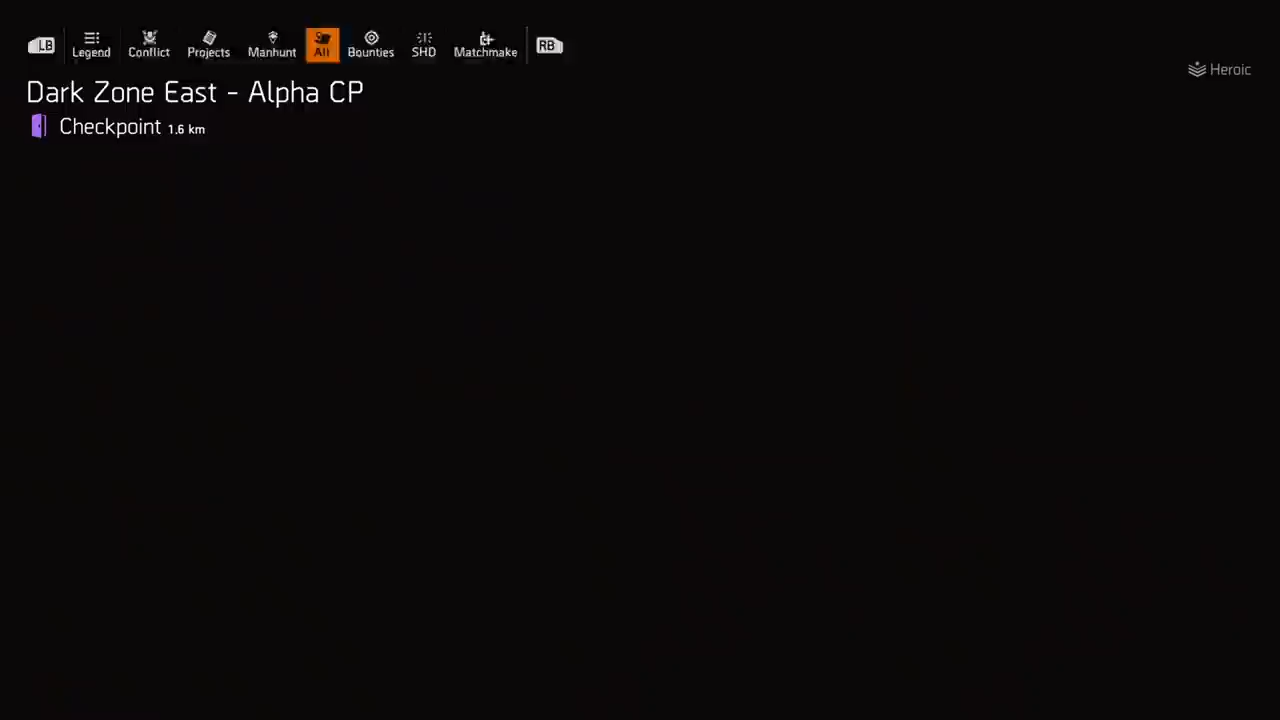 LB Legend Conflict Projects Manhunt All Bounties SHD Matchmake RB
Heroic
Dark Zone East - Alpha CP
Checkpoint 1.6 km